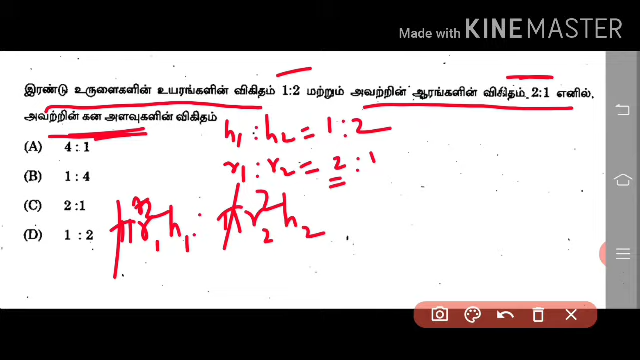 Made with KINEMASTER
இரண்டு உருளைகளின் உயரங்களின் விகிதம் 1:2 மற்றும் அவற்றின் ஆரங்களின் விகிதம் 2:1 எனில்,
அவற்றின் கன அளவுகளின் விகிதம்
h₁ : h₂ = 1 : 2
(A) 4 : 1
r₁ : r₂ = 2 : 1
(B) 1 : 4
(C) 2 : 1
πr₁²h₁ : πr₂²h₂
(D) 1 : 2